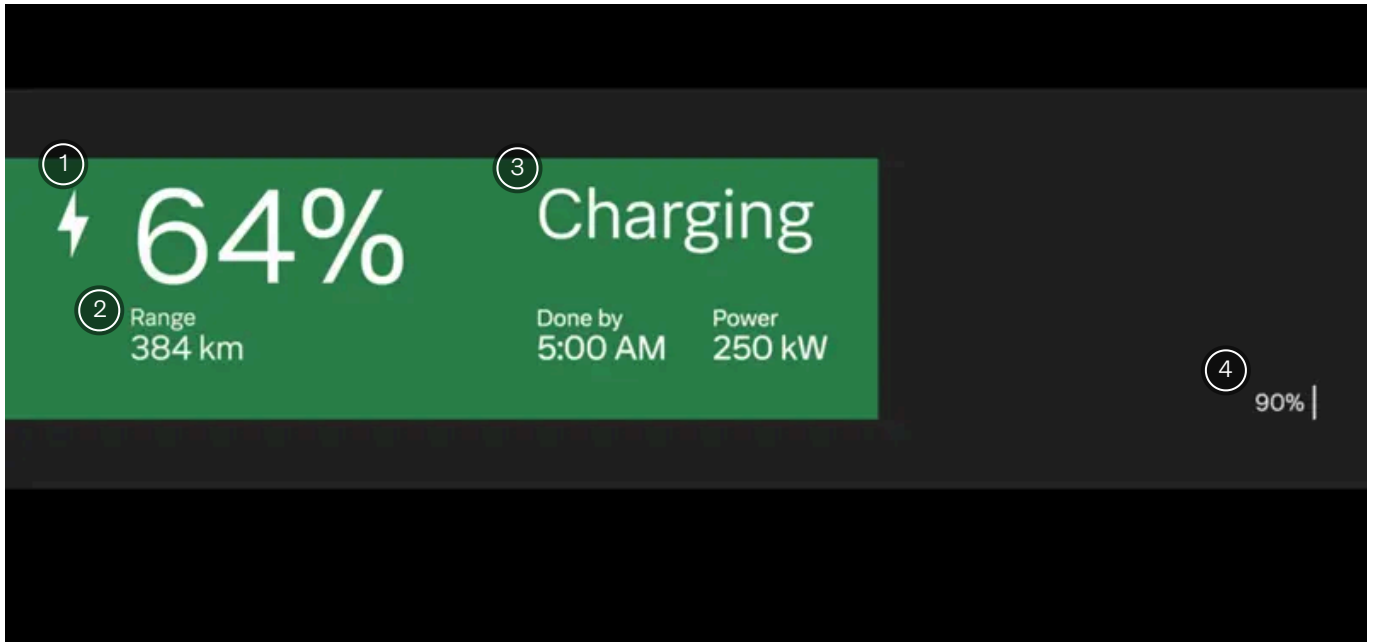 1
64%
2
Range
384 km
3
Charging
Done by
5:00 AM
Power
250 kW
4
90%